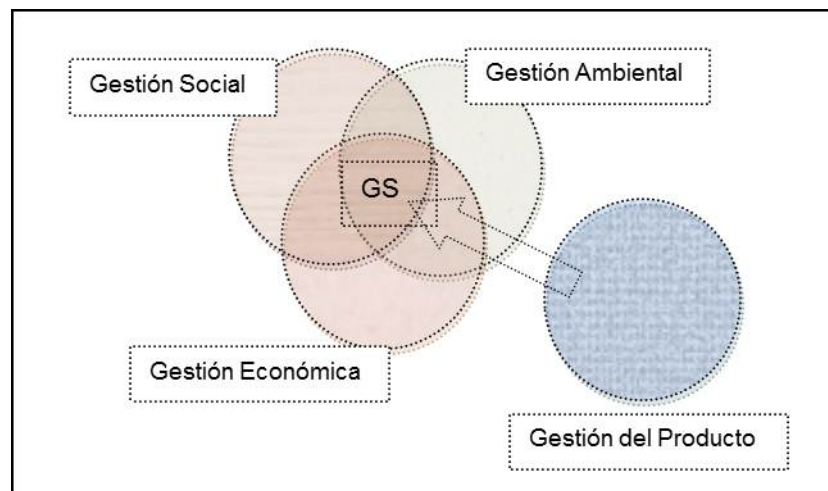 Gestión Social
Gestión Ambiental
GS
Gestión Económica
Gestión del Producto